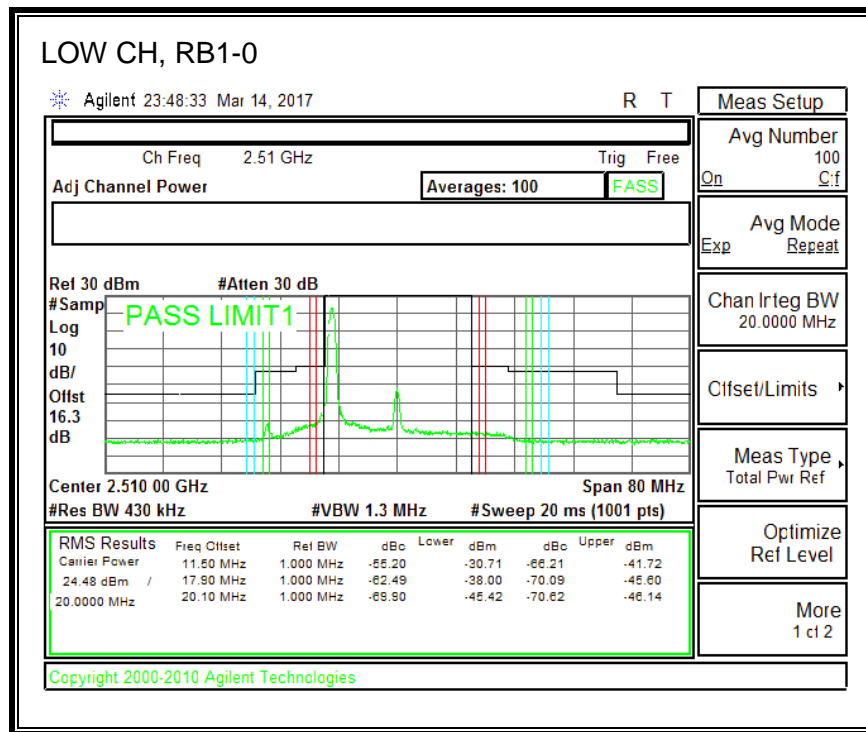 LOW CH, RB1-0
Agilent 23:48:33 Mar 14, 2017 R T
Ch Freq 2.51 GHz Trig Free
Adj Channel Power Averages: 100 PASS
Ref 30 dBm #Atten 30 dB
#Samp
Log
10
dB/
Offst
16.3
dB
PASS LIMIT1
Center 2.510 00 GHz Span 80 MHz
#Res BW 430 kHz #VBW 1.3 MHz #Sweep 20 ms (1001 pts)
RMS Results Freq Offset Ref BW dBc Lower dBm dBc Upper dBm
Carrier Power 11.50 MHz 1.000 MHz -55.20 -30.71 -66.21 -41.72
24.48 dBm / 17.90 MHz 1.000 MHz -62.49 -38.00 -70.09 -45.60
20.0000 MHz 20.10 MHz 1.000 MHz -69.90 -45.42 -70.62 -46.14
Meas Setup
Avg Number
100
On Off
Avg Mode
Exp Repeat
Chan Integ BW
20.0000 MHz
Offset/Limits
Meas Type
Total Pwr Ref
Optimize
Ref Level
More
1 of 2
Copyright 2000-2010 Agilent Technologies